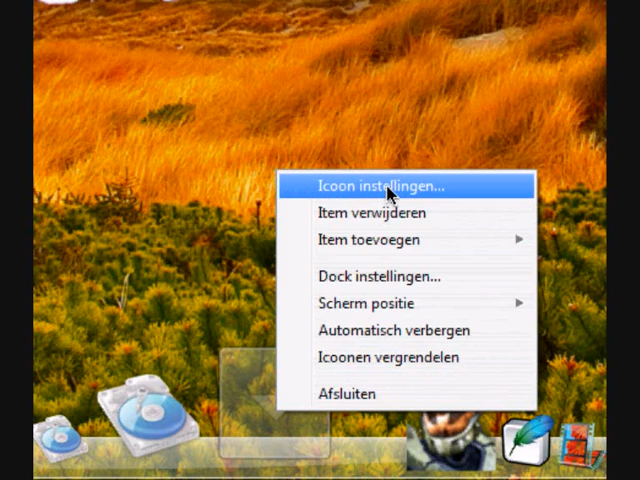 Icoon instellingen...
Item verwijderen
Item toevoegen
Dock instellingen...
Scherm positie
Automatisch verbergen
Icoonen vergrendelen
Afsluiten